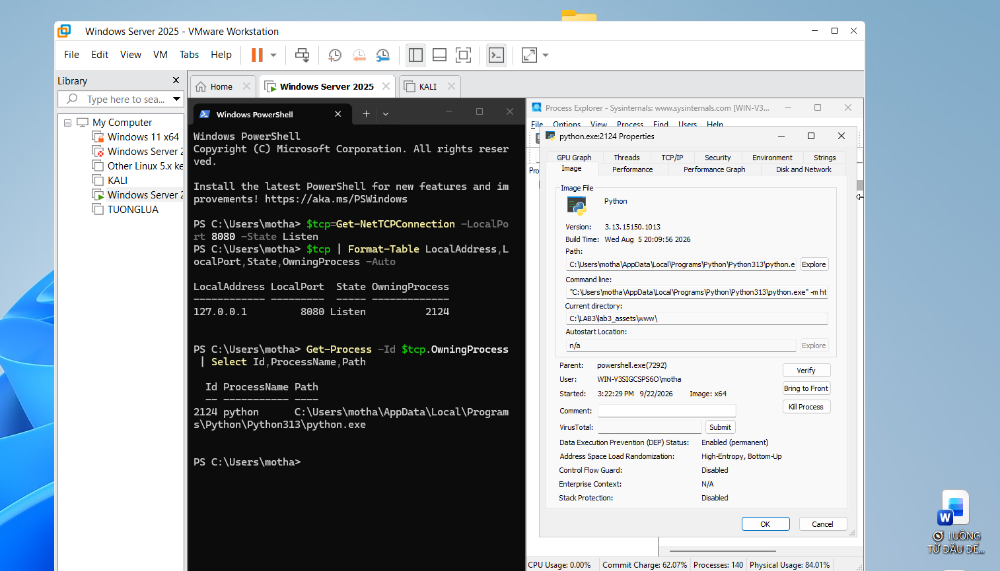 Windows Server 2025 - VMware Workstation
File Edit View VM Tabs Help
Library
Type here to sea...
My Computer
Windows 11 x64
Windows Server 2
Other Linux 5.x ke
KALI
Windows Server 2
TUONGLUA
Home
Windows Server 2025
KALI
Windows PowerShell
Windows PowerShell
Copyright (C) Microsoft Corporation. All rights reser
ved.
Install the latest PowerShell for new features and im
provements! https://aka.ms/PSWindows
PS C:\Users\motha> $tcp=Get-NetTCPConnection -LocalPo
rt 8080 -State Listen
PS C:\Users\motha> $tcp | Format-Table LocalAddress,L
ocalPort,State,OwningProcess -Auto
LocalAddress LocalPort  State OwningProcess
------------ ---------  ----- -------------
127.0.0.1         8080 Listen          2124
PS C:\Users\motha> Get-Process -Id $tcp.OwningProcess
 | Select Id,ProcessName,Path
  Id ProcessName Path
  -- ----------- ----
2124 python      C:\Users\motha\AppData\Local\Program
s\Python\Python313\python.exe
PS C:\Users\motha>
Process Explorer - Sysinternals: www.sysinternals.com [WIN-V3...
File Options View Process Find Users Help
Pro
python.exe:2124 Properties
GPU Graph Threads TCP/IP Security Environment Strings
Image Performance Performance Graph Disk and Network
Image File
Python
Version: 3.13.15150.1013
Build Time: Wed Aug  5 20:09:56 2026
Path:
C:\Users\motha\AppData\Local\Programs\Python\Python313\python.e Explore
Command line:
"C:\Users\motha\AppData\Local\Programs\Python\Python313\python.exe" -m ht
Current directory:
C:\LAB3\lab3_assets\www\
Autostart Location:
n/a Explore
Parent: powershell.exe(7292)
Verify
User: WIN-V3SIGCSPS6O\motha
Bring to Front
Started: 3:22:29 PM 9/22/2026 Image: x64
Kill Process
Comment:
VirusTotal: Submit
Data Execution Prevention (DEP) Status: Enabled (permanent)
Address Space Load Randomization: High-Entropy, Bottom-Up
Control Flow Guard: Disabled
Enterprise Context: N/A
Stack Protection: Disabled
OK Cancel
CPU Usage: 0.00% Commit Charge: 62.07% Processes: 140 Physical Usage: 84.01%
W
LUỒNG
TỪ ĐẦU ĐẾ...